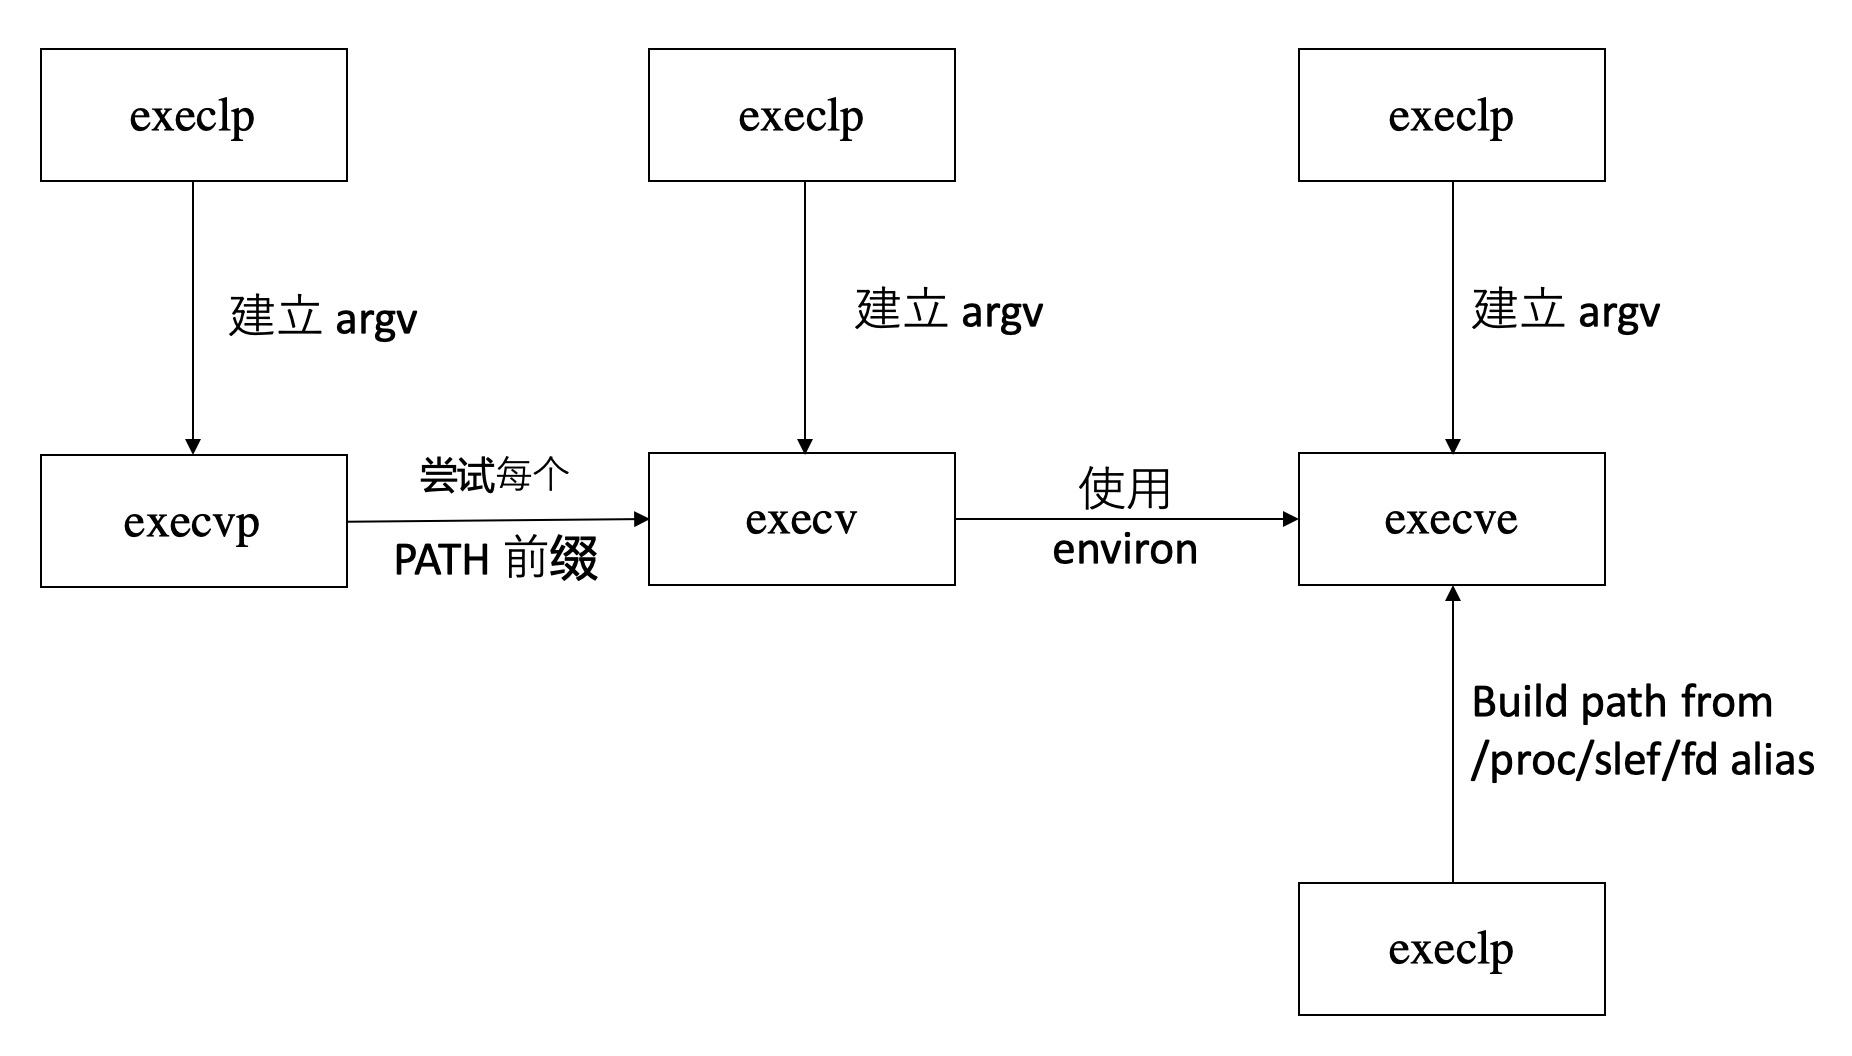 execlp
execlp
execlp
建立 argv
建立 argv
建立 argv
execvp
尝试每个
PATH 前缀
execv
使用
environ
execve
Build path from
/proc/slef/fd alias
execlp